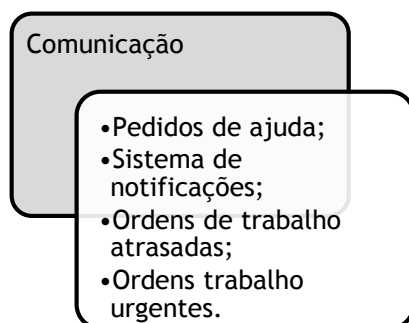 Comunicação
•Pedidos de ajuda;
•Sistema de
notificações;
•Ordens de trabalho
atrasadas;
•Ordens trabalho
urgentes.